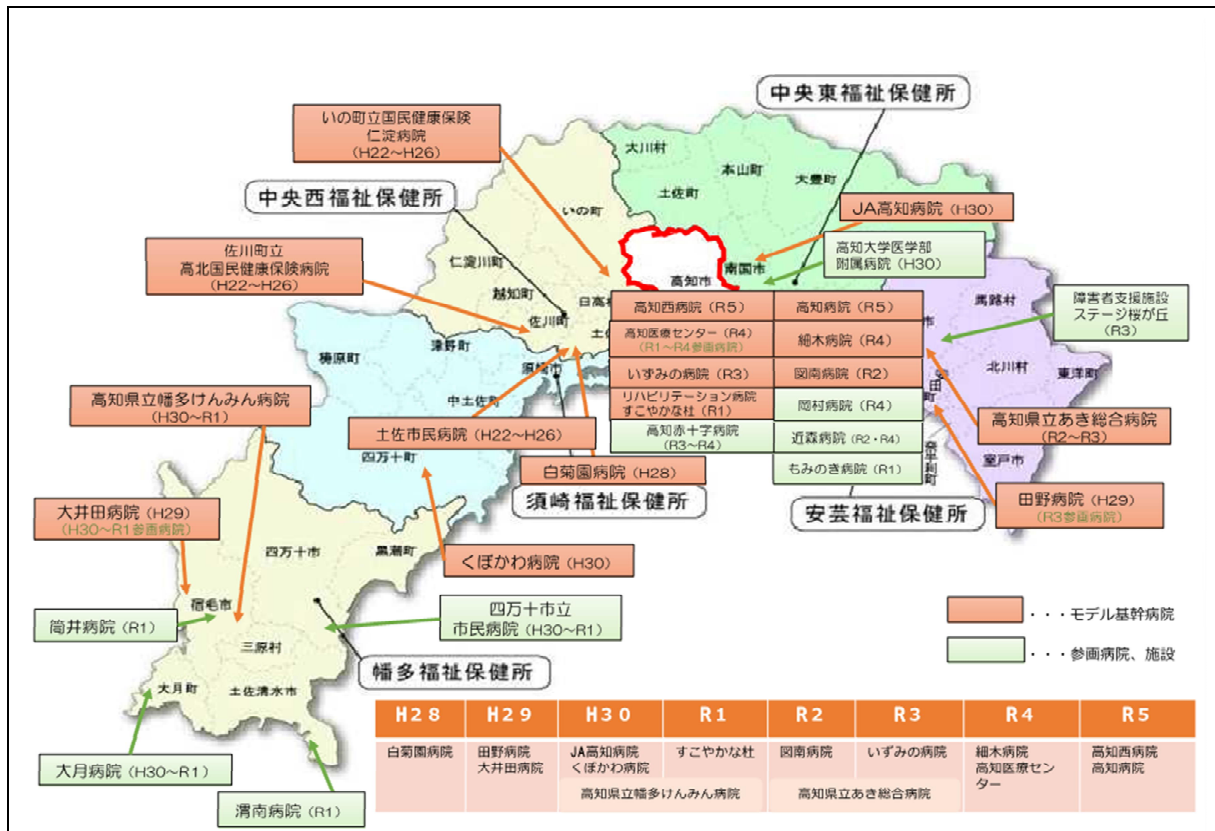 中央東福祉保健所
いの町立国民健康保険
仁淀病院
(H22～H26)
大川村
本山町
大豊町
土佐町
中央西福祉保健所
いの町
JA高知病院(H30)
佐川町立
高北国民健康保険病院
(H22～H26)
仁淀川町
越知町
佐川町
高知市
南国市
高知大学医学部
附属病院(H30)
馬路村
障害者支援施設
ステージ桜が丘
(R3)
高知西病院(R5)
高知病院(R5)
高知医療センター(R4)
(R1～R4参画病院)
細木病院(R4)
いずみの病院(R3)
図南病院(R2)
リハビリテーション病院
すこやかな杜(R1)
岡村病院(R4)
高知赤十字病院
(R3～R4)
近森病院(R2・R4)
もみのき病院(R1)
北川村
東洋町
室戸市
梼原町
津野町
須崎市
中土佐町
四万十町
高知県立幡多けんみん病院
(H30～R1)
土佐市民病院(H22～H26)
白菊園病院(H28)
須崎福祉保健所
高知県立あき総合病院
(R2～R3)
安芸福祉保健所
田野病院(H29)
(R3参画病院)
大井田病院(H29)
(H30～R1参画病院)
四万十市
黒潮町
くぼかわ病院(H30)
宿毛市
筒井病院(R1)
四万十市立
市民病院(H30～R1)
三原村
幡多福祉保健所
大月町
土佐清水市
大月病院(H30～R1)
渭南病院(R1)
・・・モデル基幹病院
・・・参画病院、施設
H28 H29 H30 R1 R2 R3 R4 R5
白菊園病院 田野病院 JA高知病院 すこやかな杜 図南病院 いずみの病院 細木病院 高知西病院
大井田病院 くぼかわ病院 高知医療セン 高知病院
ター
高知県立幡多けんみん病院 高知県立あき総合病院